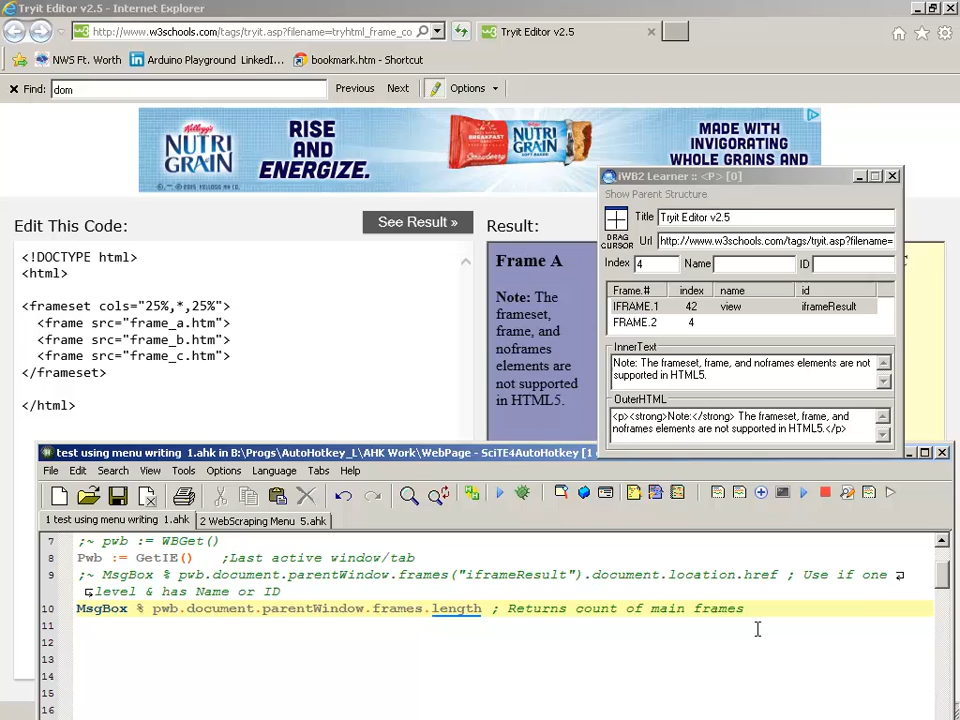 Tryit Editor v2.5 - Internet Explorer
http://www.w3schools.com/tags/tryit.asp?filename=tryhtml_frame_co
Tryit Editor v2.5
NWS Ft. Worth
Arduino Playground
LinkedI...
bookmark.htm - Shortcut
Find: dom
Previous
Next
Options
Kellogg's
NUTRI
GRAIN
RISE
AND
ENERGIZE.
NUTRI
GRAIN
MADE WITH
INVIGORATING
WHOLE GRAINS
iWB2 Learner :: <P> [0]
Show Parent Structure
DRAG
CURSOR
Title Tryit Editor v2.5
Url http://www.w3schools.com/tags/tryit.asp?filename=
Index 4 Name ID
Frame.# index name id
IFRAME.1 42 view iframeResult
FRAME.2 4
InnerText
Note: The frameset, frame, and noframes elements are not
supported in HTML5.
OuterHTML
<p><strong>Note:</strong> The frameset, frame, and
noframes elements are not supported in HTML5.</p>
Edit This Code:
See Result »
Result:
<!DOCTYPE html>
<html>
<frameset cols="25%,*,25%">
<frame src="frame_a.htm">
<frame src="frame_b.htm">
<frame src="frame_c.htm">
</frameset>
</html>
Frame A
Note: The
frameset,
frame, and
noframes
elements are
not supported
in HTML5.
test using menu writing 1.ahk in B:\Progs\AutoHotkey_L\AHK Work\WebPage - SciTE4AutoHotkey [1
File Edit Search View Tools Options Language Tabs Help
1 test using menu writing 1.ahk
2 WebScraping Menu 5.ahk
7 ;~ pwb := WBGet()
8 Pwb := GetIE() ;Last active window/tab
9 ;~ MsgBox % pwb.document.parentWindow.frames("iframeResult").document.location.href ; Use if one
level & has Name or ID
10 MsgBox % pwb.document.parentWindow.frames.length ; Returns count of main frames
11
12
13
14
15
16